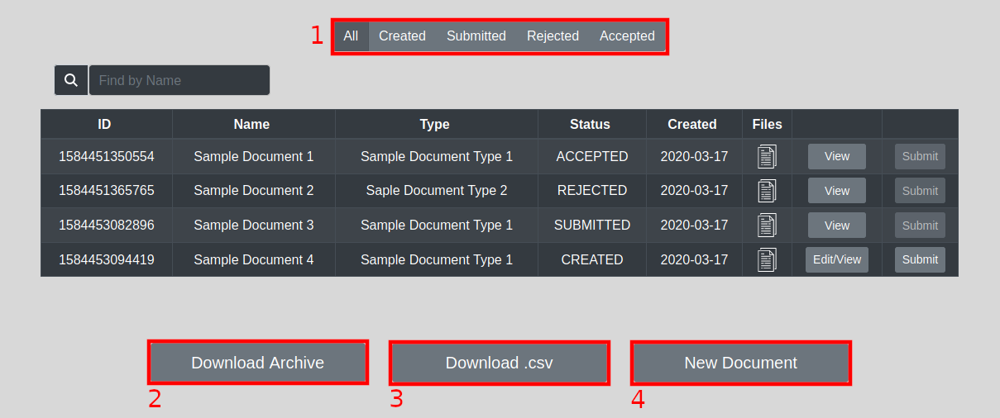 1 All Created Submitted Rejected Accepted
Find by Name
ID Name Type Status Created Files
1584451350554 Sample Document 1 Sample Document Type 1 ACCEPTED 2020-03-17 View Submit
1584451365765 Sample Document 2 Saple Document Type 2 REJECTED 2020-03-17 View Submit
1584453082896 Sample Document 3 Sample Document Type 1 SUBMITTED 2020-03-17 View Submit
1584453094419 Sample Document 4 Sample Document Type 1 CREATED 2020-03-17 Edit/View Submit
Download Archive Download .csv New Document
2 3 4